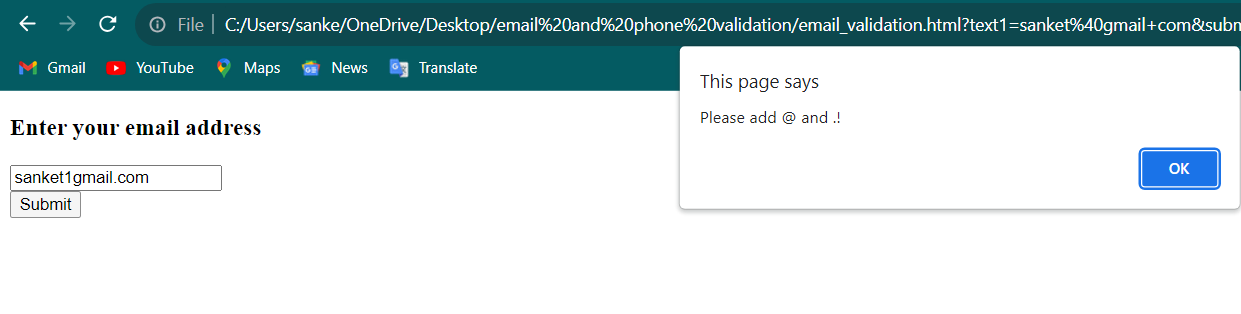 File C:/Users/sanke/OneDrive/Desktop/email%20and%20phone%20validation/email_validation.html?text1=sanket%40gmail+com&subm
Gmail YouTube Maps News Translate
This page says
Please add @ and .!
OK
Enter your email address
sanket1gmail.com
Submit